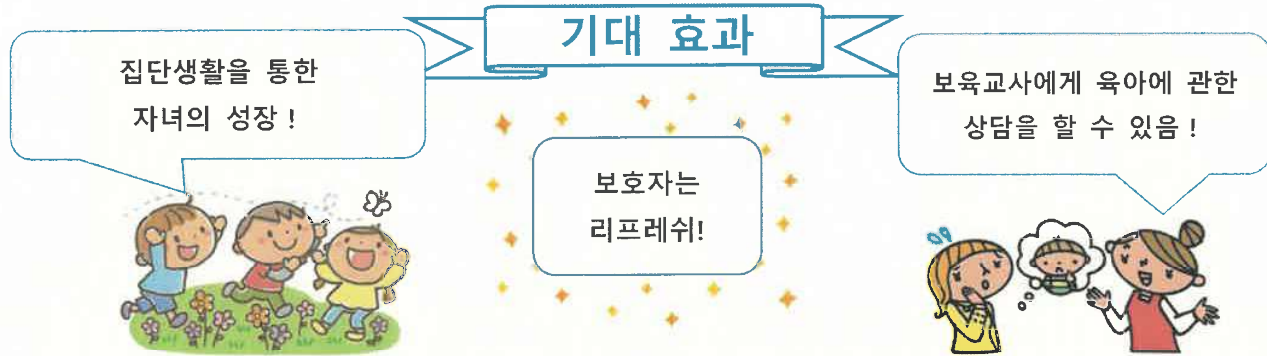 기대 효과
집단생활을 통한
자녀의 성장 !
보호자는
리프레쉬!
보육교사에게 육아에 관한
상담을 할 수 있음 !